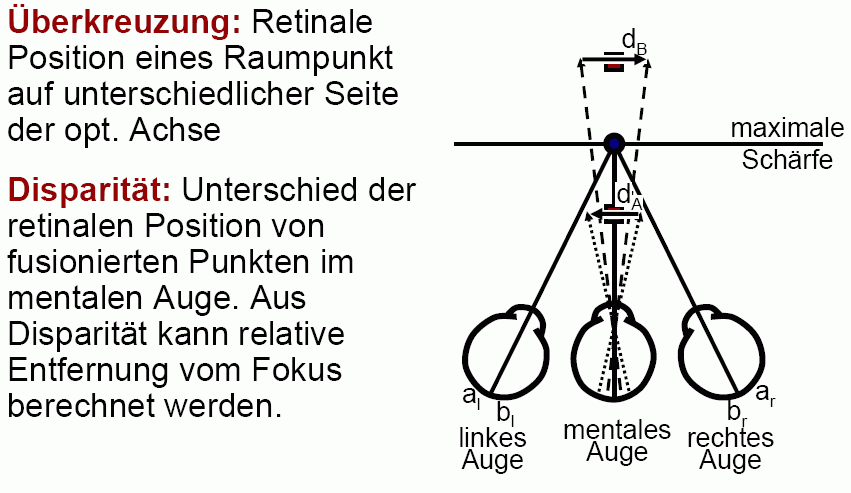 Überkreuzung: Retinale
Position eines Raumpunkt
auf unterschiedlicher Seite
der opt. Achse
Disparität: Unterschied der
retinalen Position von
fusionierten Punkten im
mentalen Auge. Aus
Disparität kann relative
Entfernung vom Fokus
berechnet werden.
dB
maximale
Schärfe
dA
al
bl
linkes
Auge
mentales
Auge
ar
br
rechtes
Auge